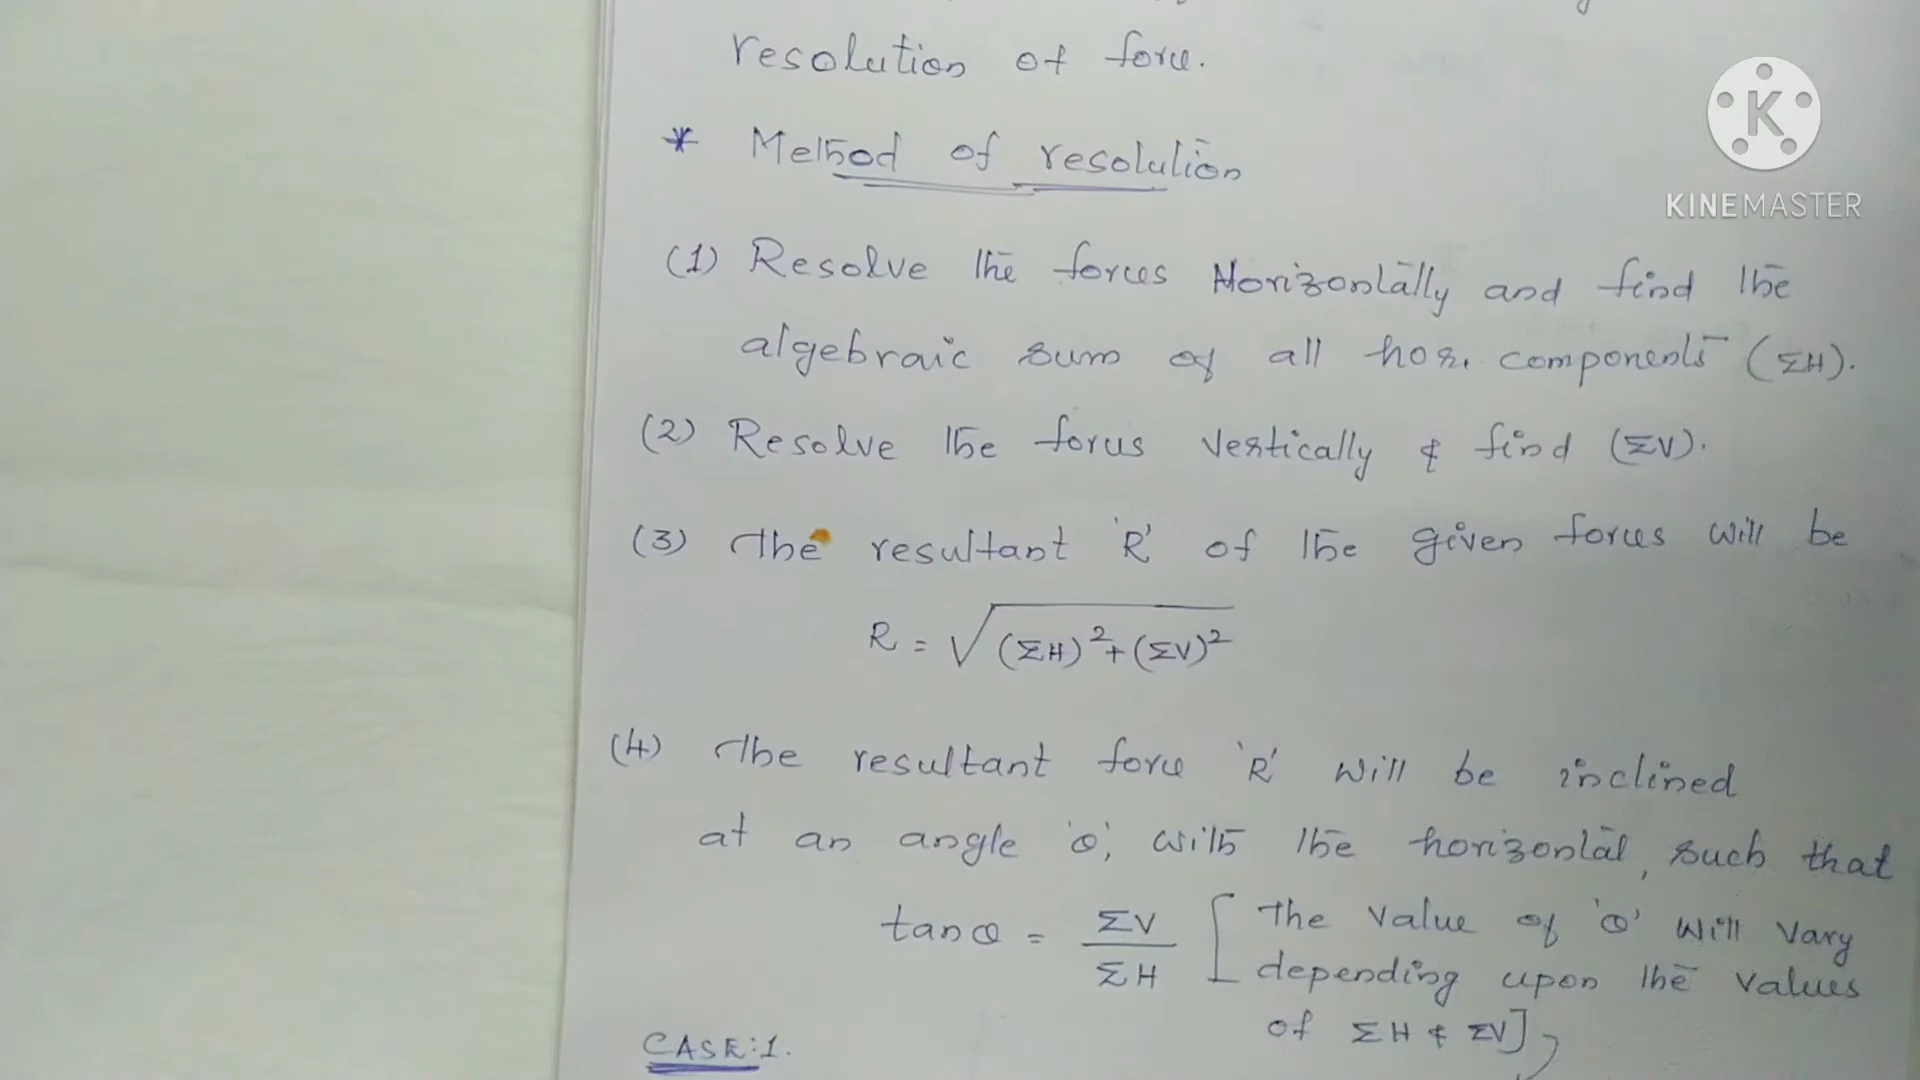 resolution of force.
K
KINEMASTER
* Method of resolution
(1) Resolve the forces Horizontally and find the
algebraic sum of all hor. components (ΣH).
(2) Resolve the forces vertically & find (ΣV).
(3) The resultant 'R' of the given forces will be
R = √(ΣH)² + (ΣV)²
(4) The resultant force 'R' will be inclined
at an angle 'θ', with the horizontal, such that
tanθ = ΣV / ΣH [The value of 'θ' will vary
depending upon the values
of ΣH & ΣV]
CASE:1.